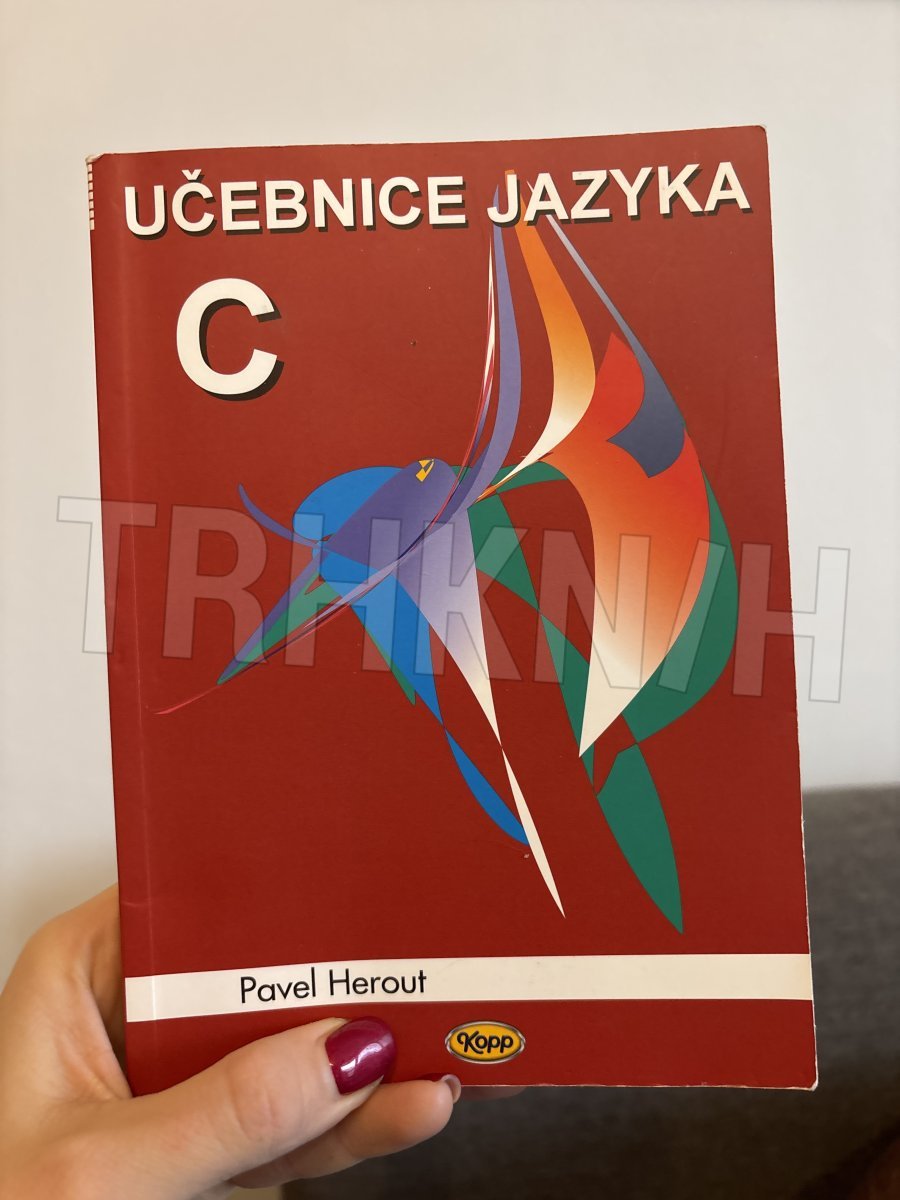 UČEBNICE JAZYKA
C
TRHKNIH
Pavel Herout
Kopp